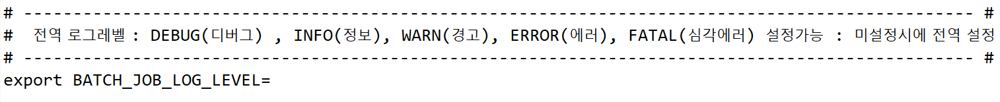 # ------------------------------------------------------------------------------------------------ #
#  전역 로그레벨 : DEBUG(디버그) , INFO(정보), WARN(경고), ERROR(에러), FATAL(심각에러) 설정가능 : 미설정시에 전역 설정
# ------------------------------------------------------------------------------------------------ #
export BATCH_JOB_LOG_LEVEL=